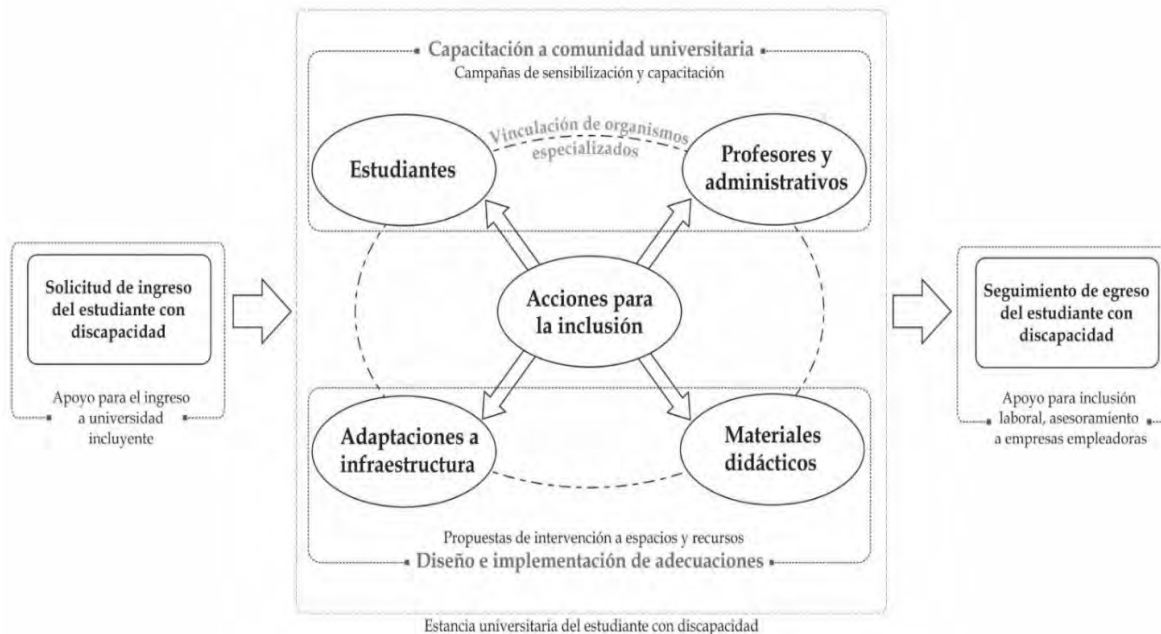 Capacitación a comunidad universitaria
Campañas de sensibilización y capacitación
Vinculación de organismos
especializados
Estudiantes
Profesores y
administrativos
Solicitud de ingreso
del estudiante con
discapacidad
Apoyo para el ingreso
a universidad
incluyente
Acciones para
la inclusión
Seguimiento de egreso
del estudiante con
discapacidad
Apoyo para inclusión
laboral, asesoramiento
a empresas empleadoras
Adaptaciones a
infraestructura
Materiales
didácticos
Propuestas de intervención a espacios y recursos
Diseño e implementación de adecuaciones
Estancia universitaria del estudiante con discapacidad